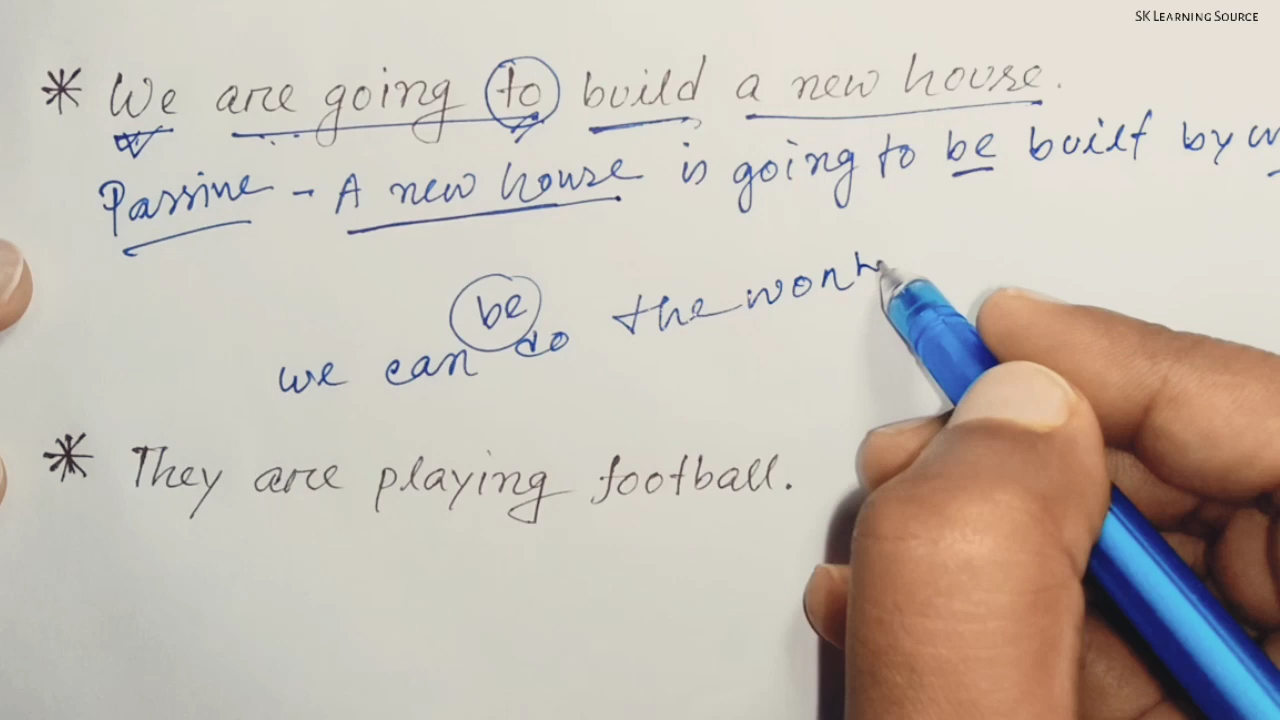 SK LEARNING SOURCE
* We are going to build a new house.
Passive - A new house is going to be built by
be
we can do the work
* They are playing football.